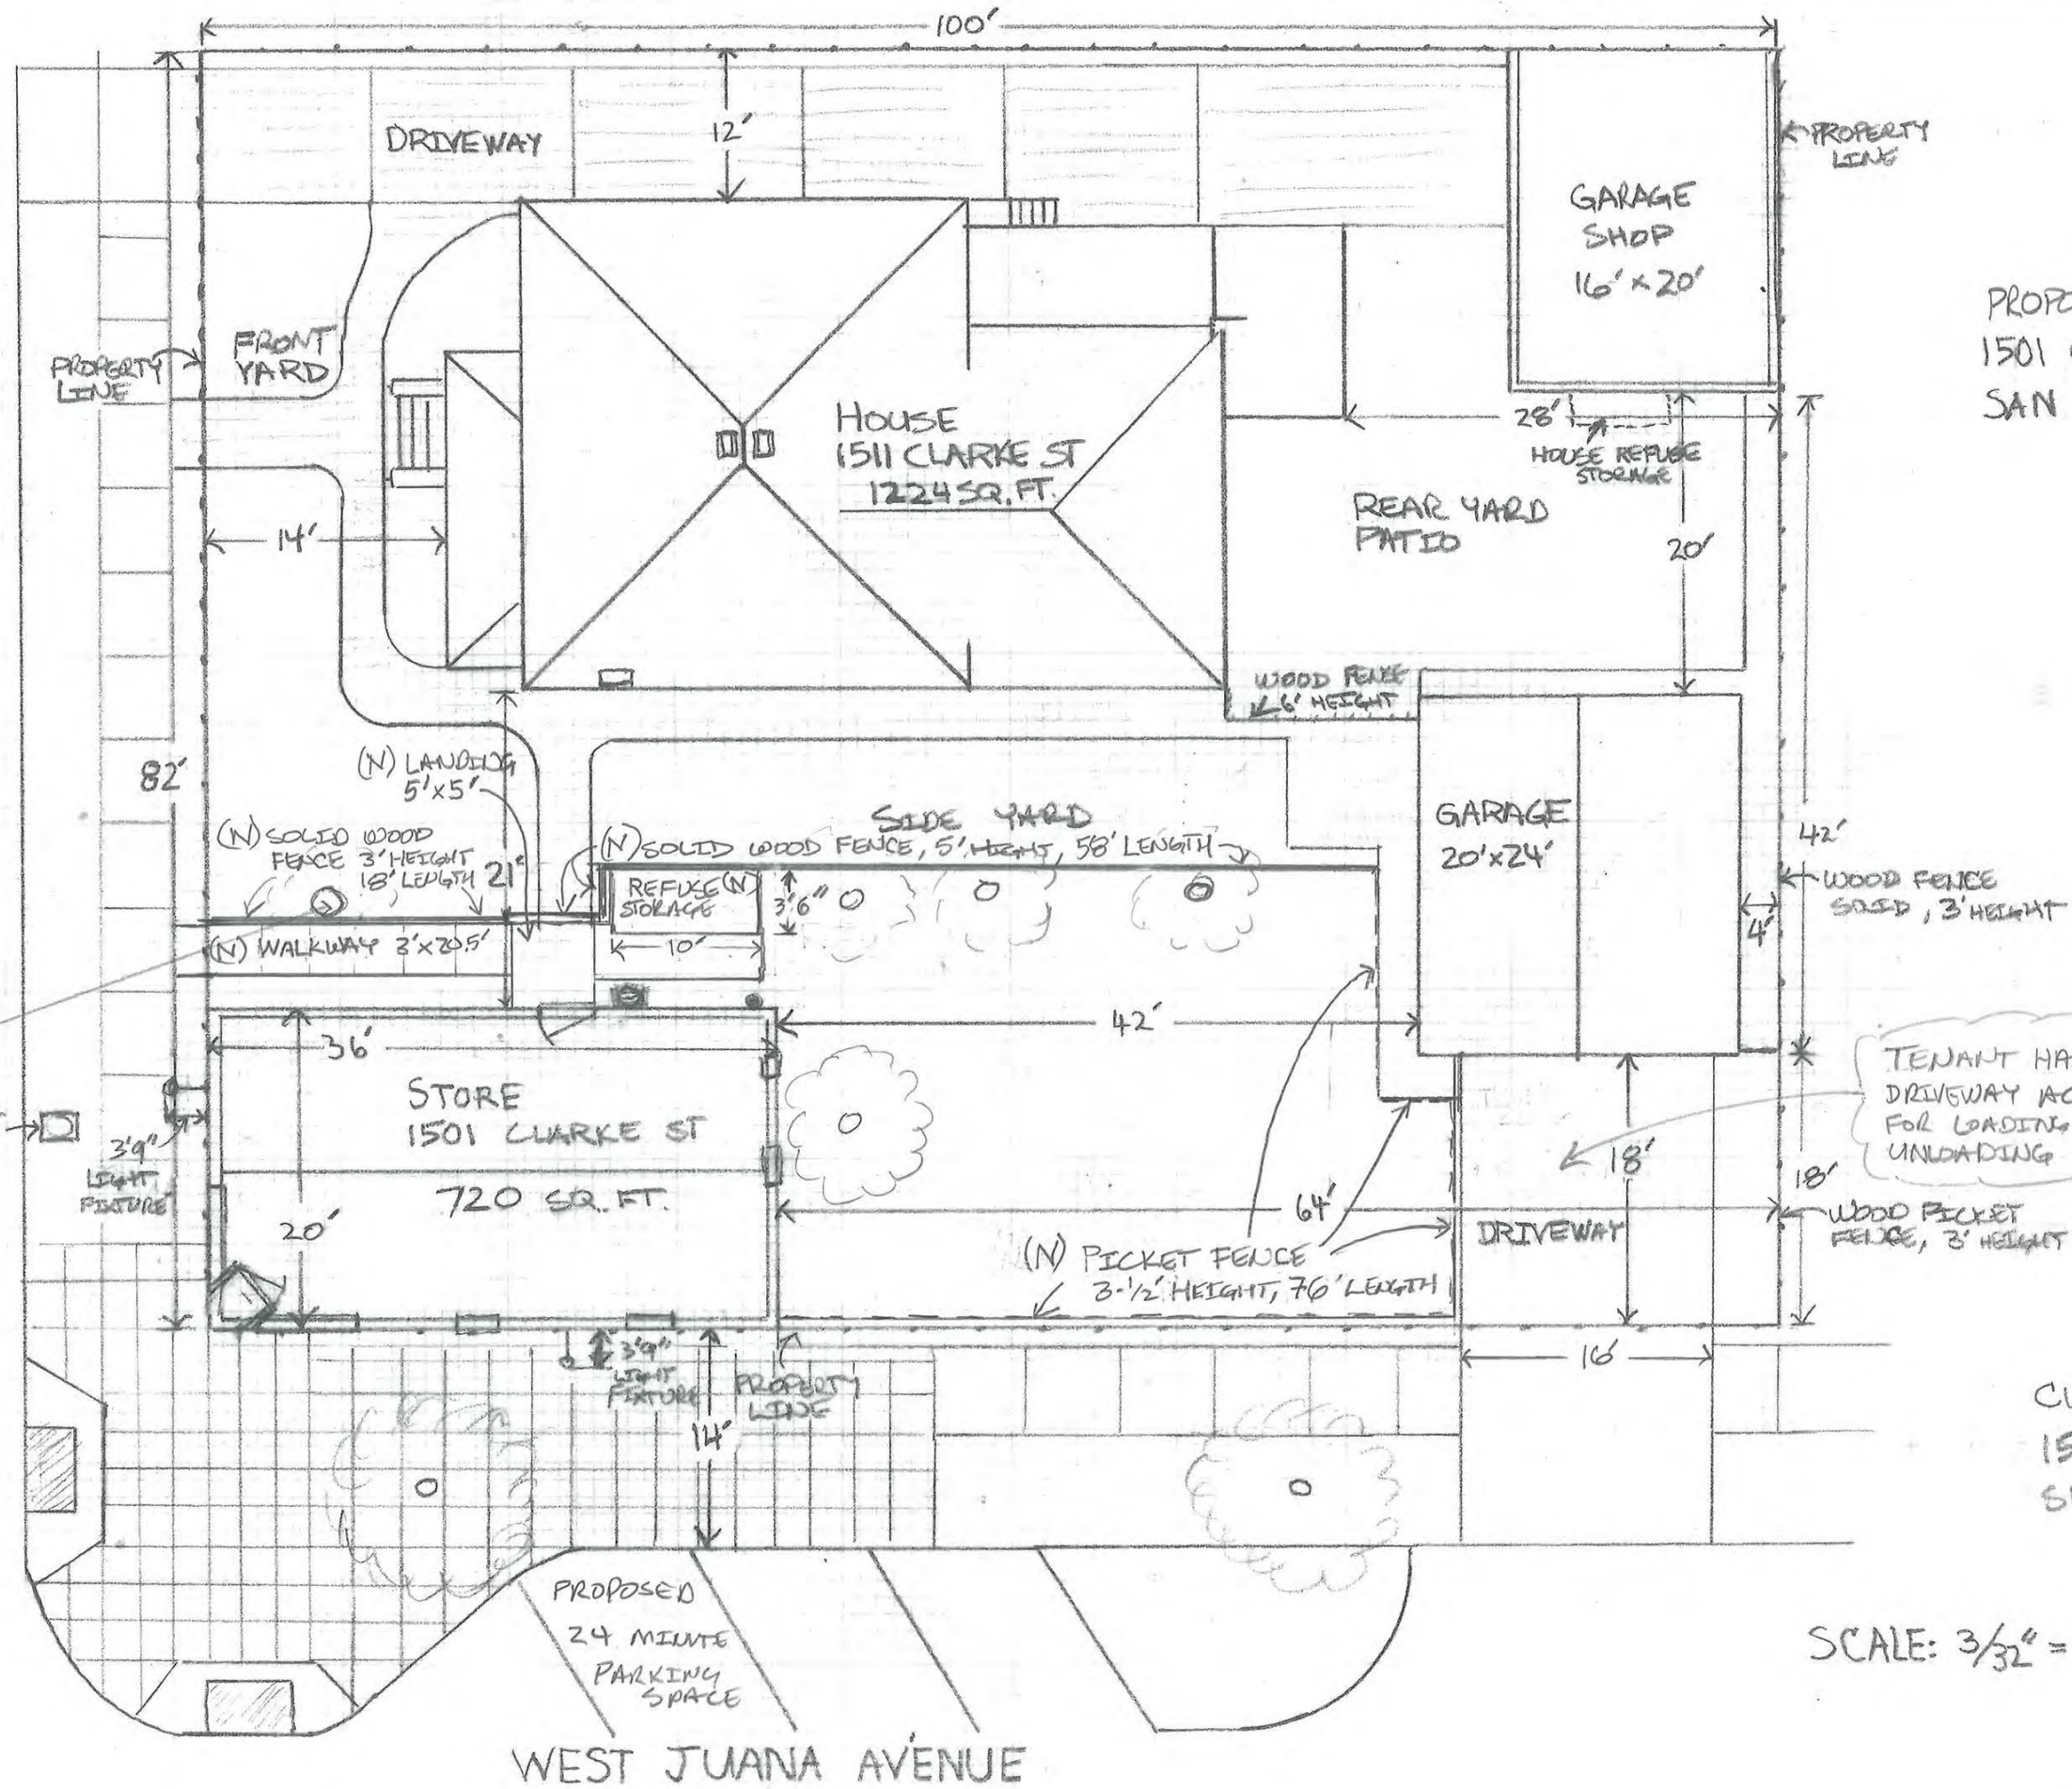 100'
DRIVEWAY
12'
PROPERTY
LINE
GARAGE
SHOP
16' x 20'
1501
SAN
PROPERTY
LINE
FRONT
YARD
HOUSE
1511 CLARKE ST
1224 SQ. FT.
28'
HOUSE REFUSE
STORAGE
REAR YARD
PATIO
20'
14'
WOOD FENCE
6' HEIGHT
82'
(N) LANDING
5'x5'
SIDE YARD
GARAGE
20'x24'
42'
(N) SOLID WOOD
FENCE 3' HEIGHT
18' LENGTH
21'
(N) SOLID WOOD FENCE, 5' HIGHT, 58' LENGTH
REFUSE (N)
STORAGE
3'6"
10'
WOOD FENCE
SOLID, 3' HEIGHT
4'
(N) WALKWAY 3'x20.5'
36'
42'
STORE
1501 CLARKE ST
720 SQ. FT.
20'
3'9"
LIGHT
FIXTURE
TENANT HA
DRIVEWAY AC
FOR LOADING
UNLOADING
18'
18'
64'
DRIVEWAY
WOOD PICKET
FENCE, 3' HEIGHT
(N) PICKET FENCE
3-1/2' HEIGHT, 76' LENGTH
3'9"
LIGHT
FIXTURE
PROPERTY
LINE
16'
14'
PROPOSED
24 MINUTE
PARKING
SPACE
SCALE: 3/32" =
WEST JUANA AVENUE